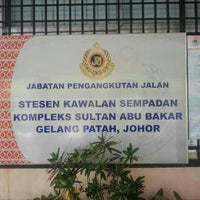 JABATAN PENGANGKUTAN JALAN
STESEN KAWALAN SEMPADAN
KOMPLEKS SULTAN ABU BAKAR
GELANG PATAH, JOHOR